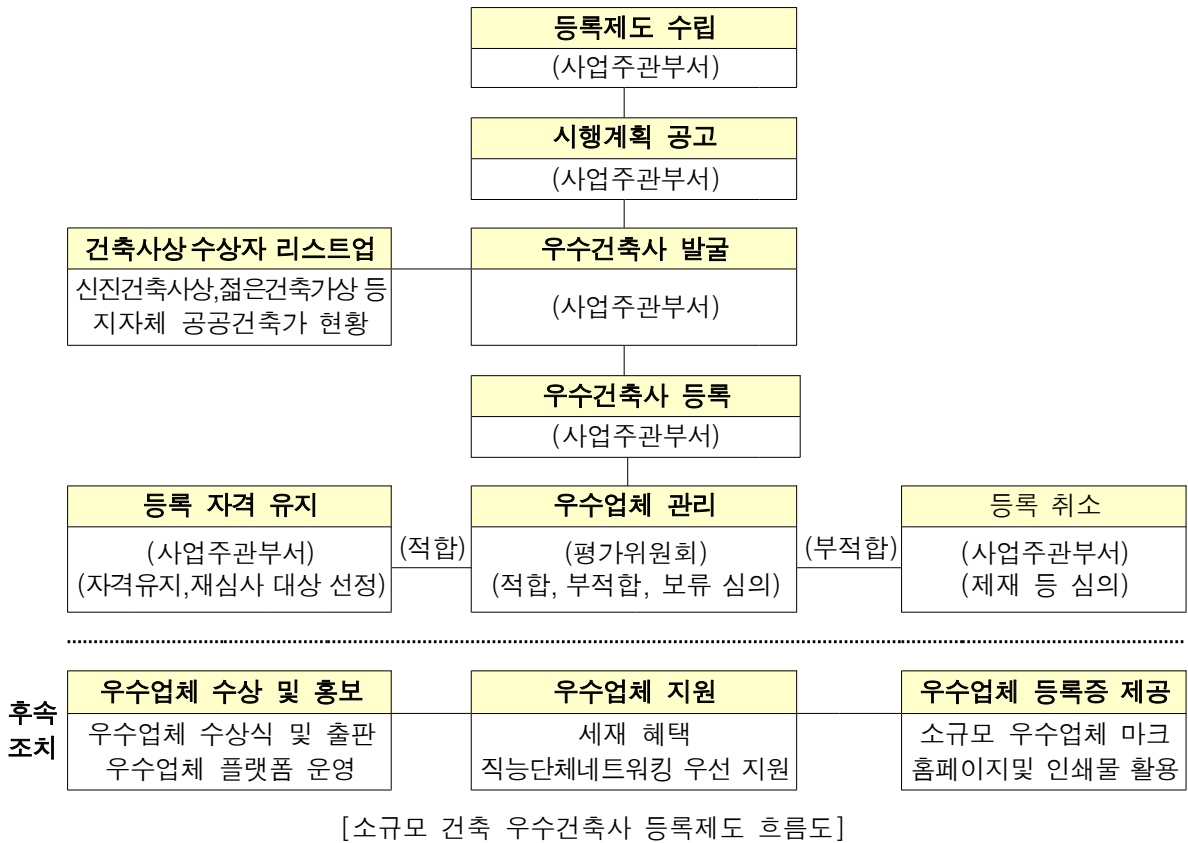 등록제도 수립
(사업주관부서)
시행계획 공고
(사업주관부서)
건축사상 수상자 리스트업
신진건축사상,젊은건축가상 등
지자체 공공건축가 현황
우수건축사 발굴
(사업주관부서)
우수건축사 등록
(사업주관부서)
등록 자격 유지
(사업주관부서)
(자격유지,재심사 대상 선정)
(적합)
우수업체 관리
(평가위원회)
(적합, 부적합, 보류 심의)
(부적합)
등록 취소
(사업주관부서)
(제재 등 심의)
후속
조치
우수업체 수상 및 홍보
우수업체 수상식 및 출판
우수업체 플랫폼 운영
우수업체 지원
세재 혜택
직능단체네트워킹 우선 지원
우수업체 등록증 제공
소규모 우수업체 마크
홈페이지및 인쇄물 활용
[소규모 건축 우수건축사 등록제도 흐름도]